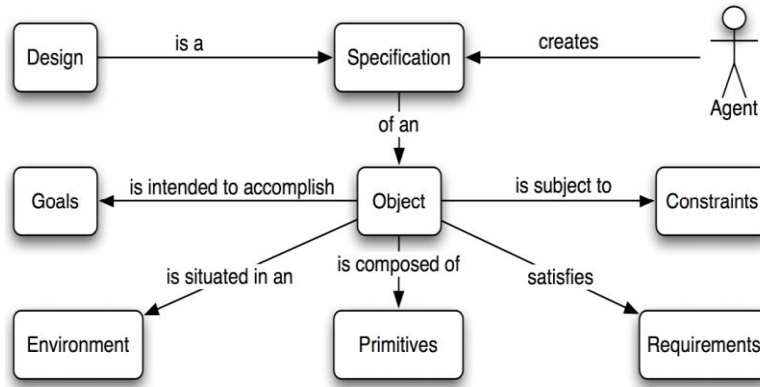 Design
is a
Specification
creates
Agent
of an
Goals
is intended to accomplish
Object
is subject to
Constraints
is situated in an
is composed of
satisfies
Environment
Primitives
Requirements